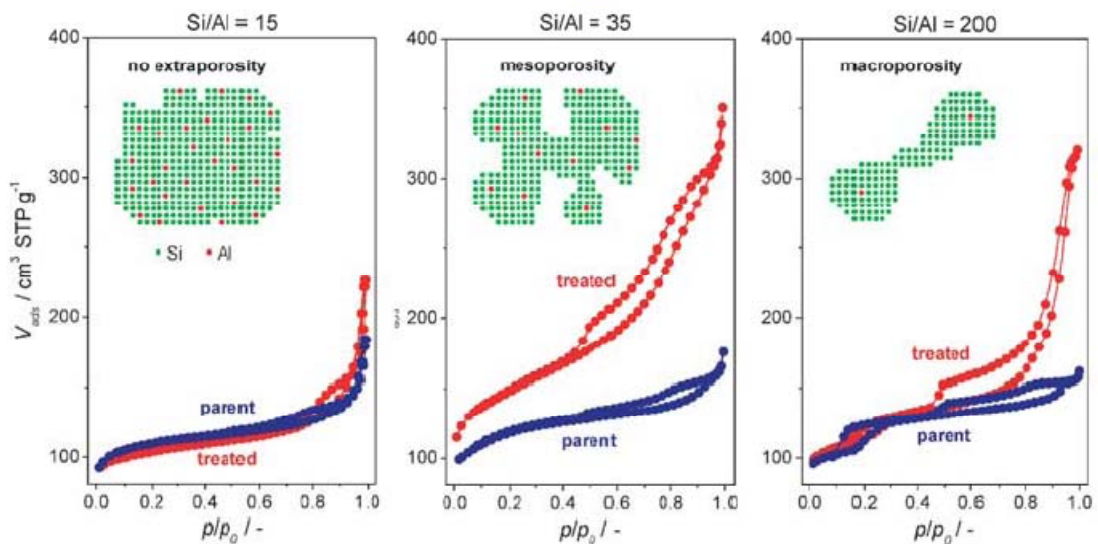 Si/Al = 15
Si/Al = 35
Si/Al = 200
400
300
200
100
V ads / cm³ STP g⁻¹
no extraporosity
Si Al
parent
treated
0.0 0.2 0.4 0.6 0.8 1.0
p/p₀ / -
400
300
200
100
mesoporosity
treated
parent
0.0 0.2 0.4 0.6 0.8 1.0
p/p₀ / -
400
300
200
100
macroporosity
treated
parent
0.0 0.2 0.4 0.6 0.8 1.0
p/p₀ / -